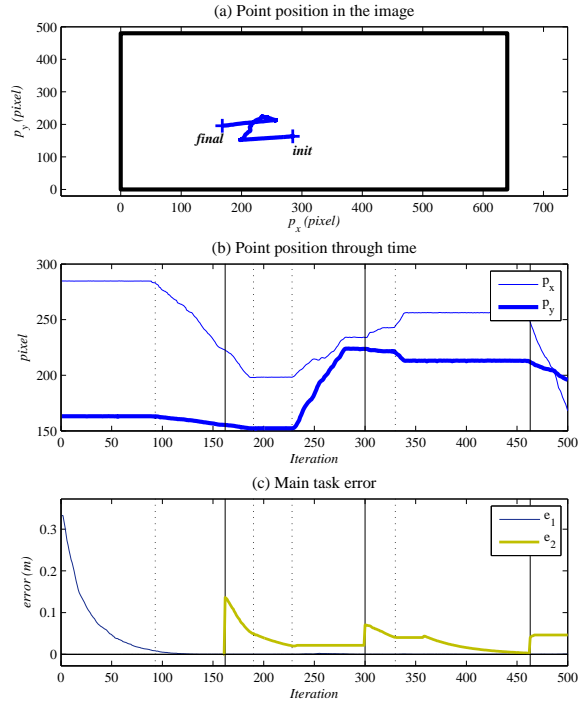 (a) Point position in the image
500
400
300
200
100
0
p_y (pixel)
final
init
0 100 200 300 400 500 600 700
p_x (pixel)
(b) Point position through time
300
250
200
150
pixel
p_x
p_y
0 50 100 150 200 250 300 350 400 450 500
Iteration
(c) Main task error
0.3
0.2
0.1
0
error (m)
e_1
e_2
0 50 100 150 200 250 300 350 400 450 500
Iteration